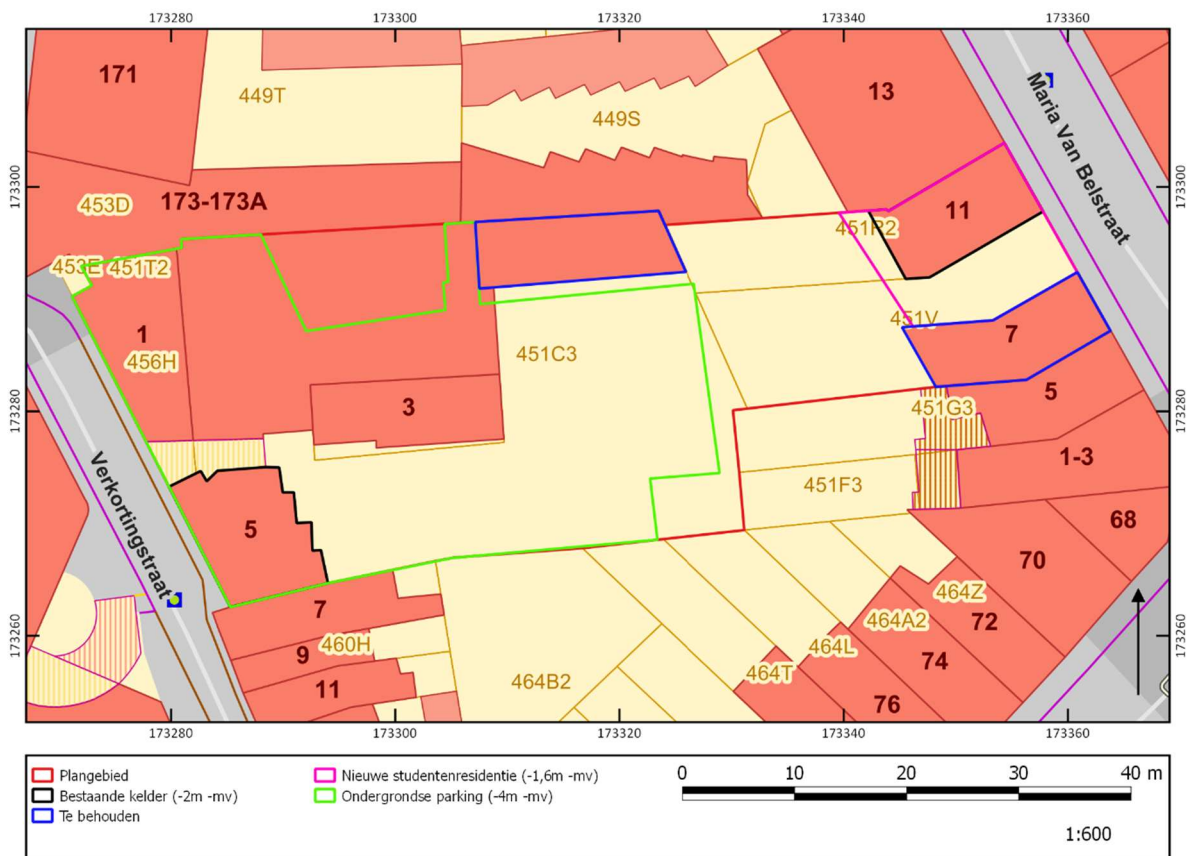 173280 173300 173320 173340 173360
171
449T
13
Maria Van Belstraat
449S
173300
173300
453D
173-173A
11
451R2
453E
451T2
451V
7
1
456H
451C3
5
173280
3
451G3
173280
1-3
451F3
68
Verkortingstraat
5
70
7
464Z
72
464A2
173260
9
460H
464L
74
173260
464T
11
464B2
76
173280 173300 173320 173340 173360
Plangebied
Bestaande kelder (-2m -mv)
Te behouden
Nieuwe studentenresidentie (-1,6m -mv)
Ondergrondse parking (-4m -mv)
0 10 20 30 40 m
1:600